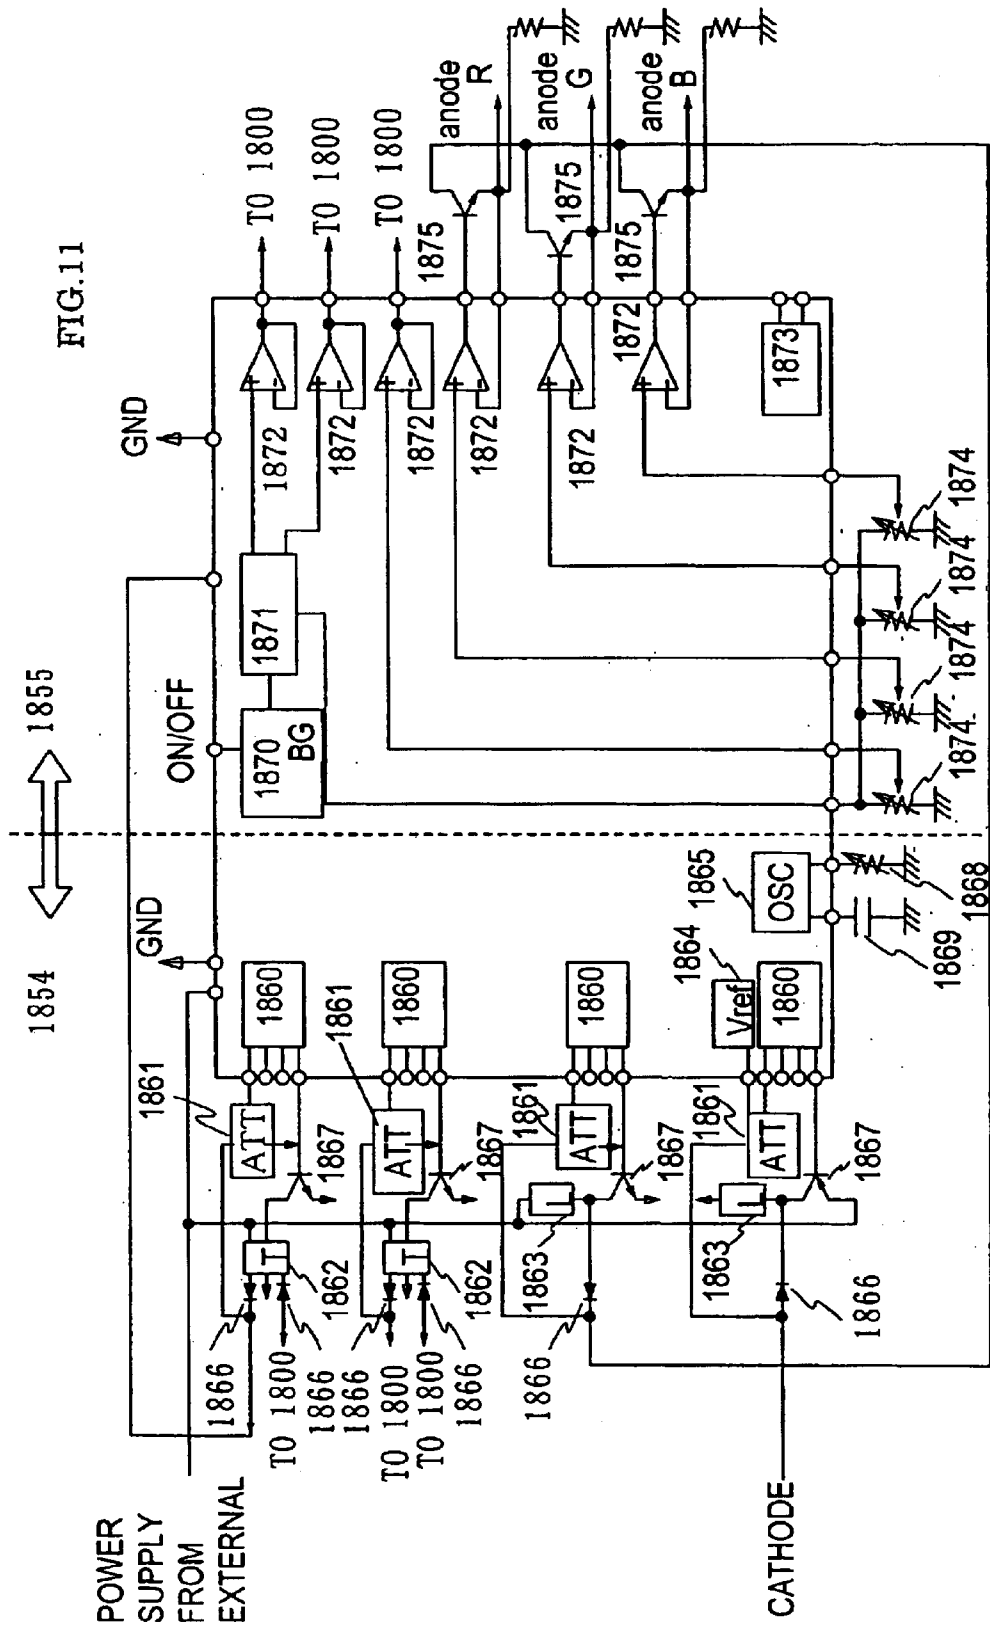 FIG.11
1854
1855
GND
ON/OFF
GND
TO 1800
TO 1800
TO 1800
anode
R
anode
G
anode
B
POWER
SUPPLY
FROM
EXTERNAL
1866
TO 1800
1866
1866
TO 1800
TO 1800
1866
1866
1866
CATHODE
T
1862
T
1862
1863
L
1863
L
1861
ATT
1867
1861
ATT
1867
1861
ATT
1867
1861
ATT
1867
1860
1860
1860
1864
Vref
1860
1865
OSC
1869
1868
1870
BG
1871
1872
1872
1872
1872
1872
1872
1873
1875
1875
1875
1874
1874
1874
1874